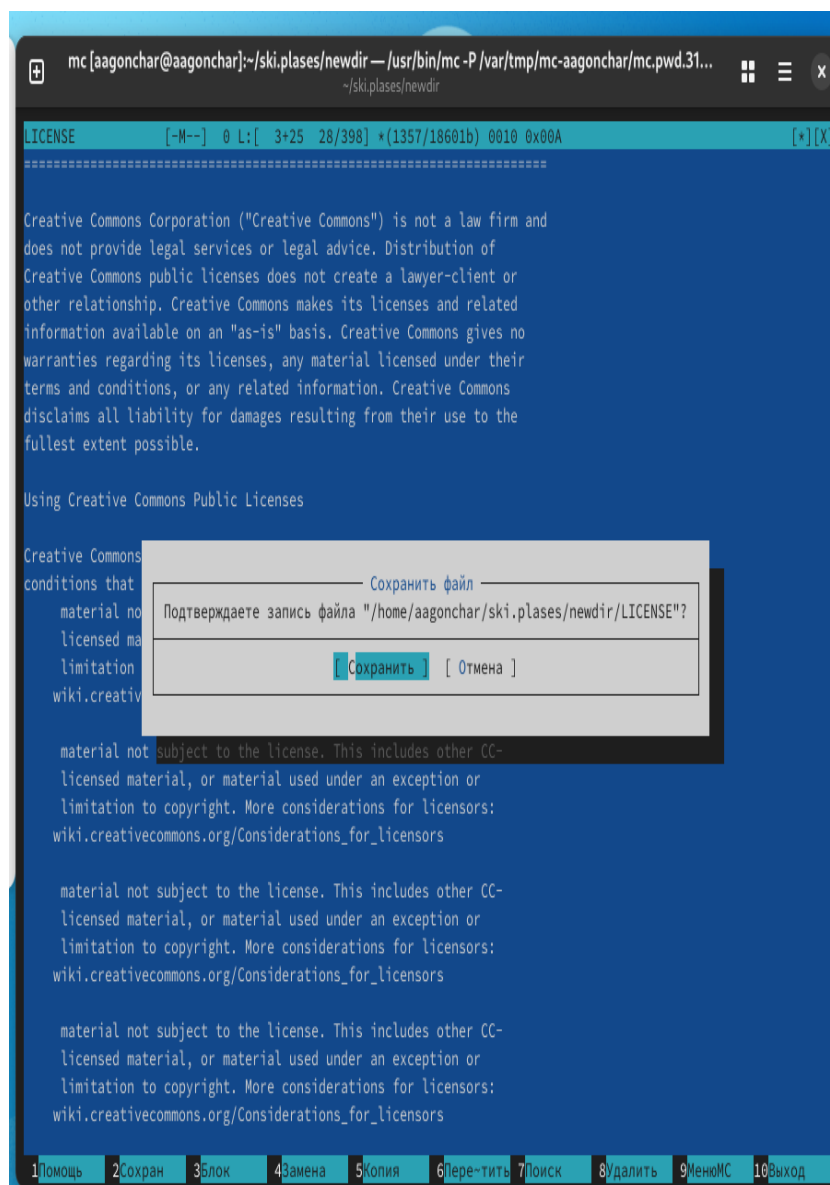 mc [aagonchar@aagonchar]:~/ski.plases/newdir — /usr/bin/mc -P /var/tmp/mc-aagonchar/mc.pwd.31...
~/ski.plases/newdir
LICENSE [-M--] 0 L:[ 3+25 28/398] *(1357/18601b) 0010 0x00A [*][X]
=======================================================================
Creative Commons Corporation ("Creative Commons") is not a law firm and
does not provide legal services or legal advice. Distribution of
Creative Commons public licenses does not create a lawyer-client or
other relationship. Creative Commons makes its licenses and related
information available on an "as-is" basis. Creative Commons gives no
warranties regarding its licenses, any material licensed under their
terms and conditions, or any related information. Creative Commons
disclaims all liability for damages resulting from their use to the
fullest extent possible.
Using Creative Commons Public Licenses
Creative Commons
conditions that
material no
licensed ma
limitation
wiki.creativ
Сохранить файл
Подтверждаете запись файла "/home/aagonchar/ski.plases/newdir/LICENSE"?
[ Сохранить ] [ Отмена ]
material not subject to the license. This includes other CC-
licensed material, or material used under an exception or
limitation to copyright. More considerations for licensors:
wiki.creativecommons.org/Considerations_for_licensors
material not subject to the license. This includes other CC-
licensed material, or material used under an exception or
limitation to copyright. More considerations for licensors:
wiki.creativecommons.org/Considerations_for_licensors
material not subject to the license. This includes other CC-
licensed material, or material used under an exception or
limitation to copyright. More considerations for licensors:
wiki.creativecommons.org/Considerations_for_licensors
1Помощь 2Сохран 3Блок 4Замена 5Копия 6Пере~тить 7Поиск 8Удалить 9МенюMC 10Выход